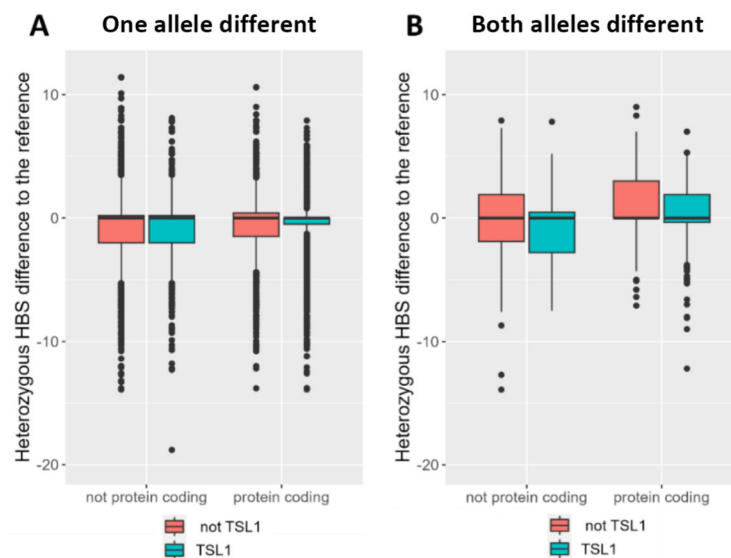 A One allele different
Heterozygous HBS difference to the reference
10
0
-10
-20
not protein coding protein coding
not TSL1
TSL1
B Both alleles different
Heterozygous HBS difference to the reference
10
0
-10
-20
not protein coding protein coding
not TSL1
TSL1